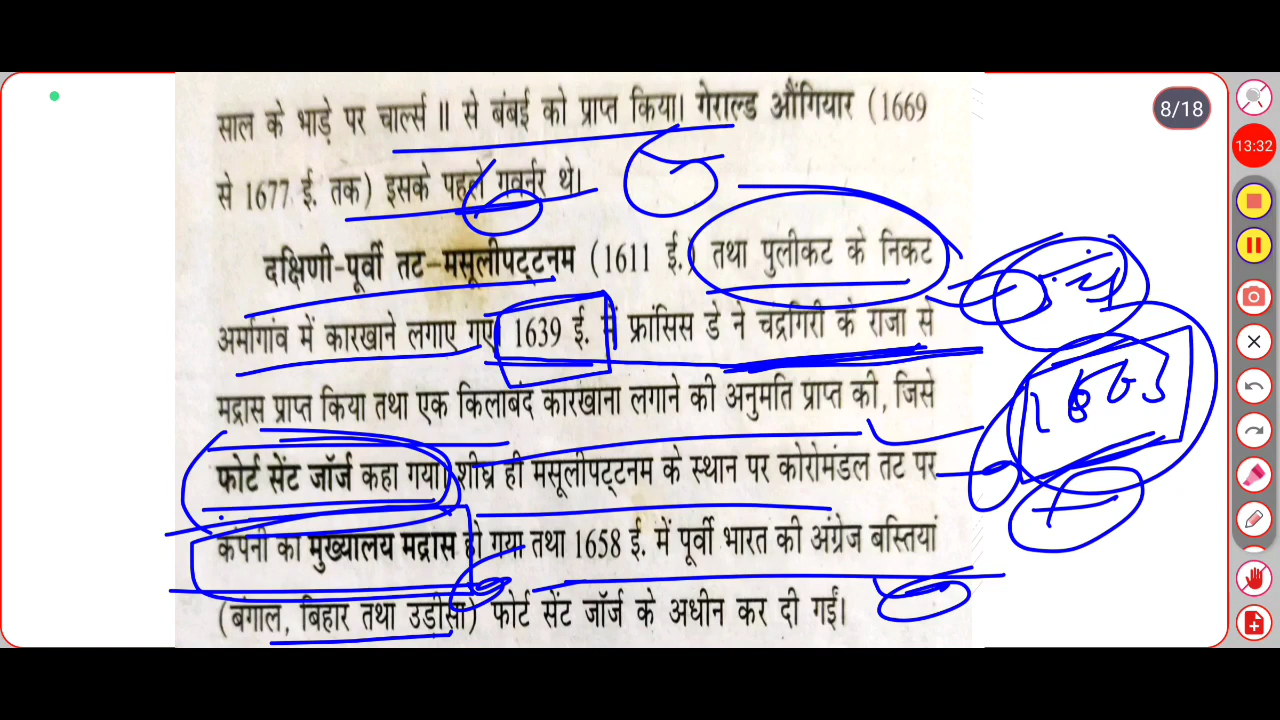 8/18
13:32
साल के भाड़े पर चार्ल्स II से बंबई को प्राप्त किया। गेराल्ड औंगियार (1669
से 1677 ई. तक) इसके पहले गवर्नर थे।
दक्षिणी-पूर्वी तट-मसूलीपट्टनम (1611 ई.) तथा पुलीकट के निकट
अर्मागांव में कारखाने लगाए गए 1639 ई. में फ्रांसिस डे ने चंद्रगिरी के राजा से
मद्रास प्राप्त किया तथा एक किलाबंद कारखाना लगाने की अनुमति प्राप्त की, जिसे
फोर्ट सेंट जॉर्ज कहा गया। शीघ्र ही मसूलीपट्टनम के स्थान पर कोरोमंडल तट पर
कंपनी का मुख्यालय मद्रास हो गया तथा 1658 ई. में पूर्वी भारत की अंग्रेज बस्तियां
(बंगाल, बिहार तथा उड़ीसा) फोर्ट सेंट जॉर्ज के अधीन कर दी गईं।